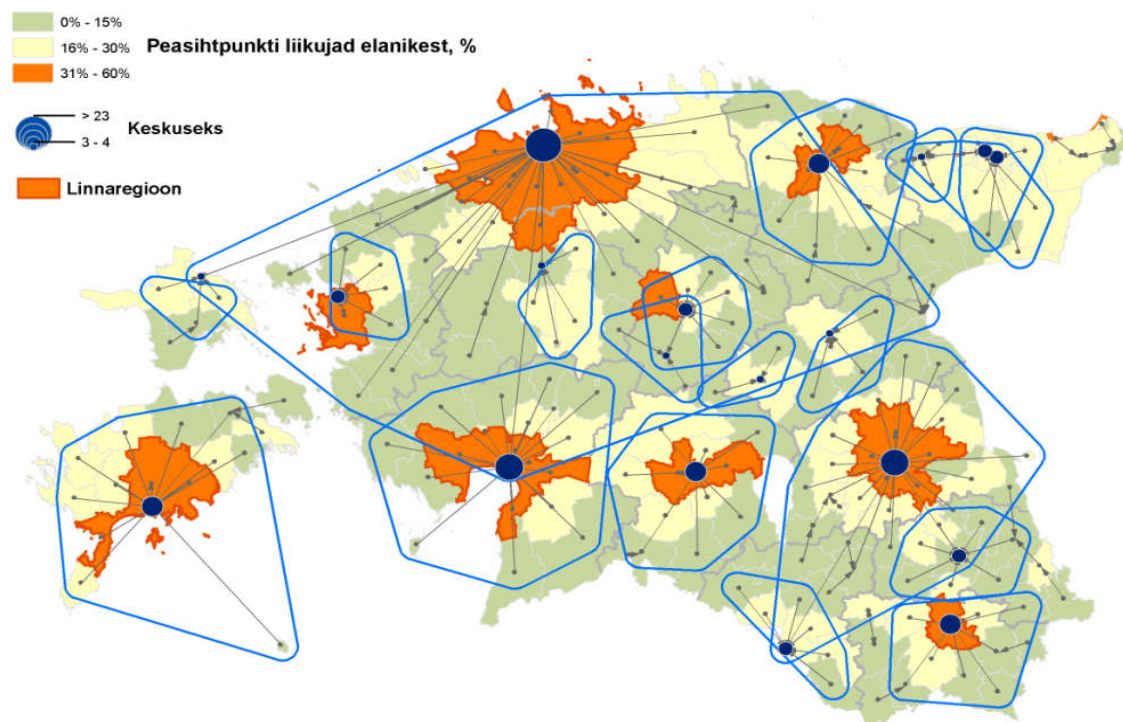 0% - 15%
16% - 30%
Peasihtpunkti liikujad elanikest, %
31% - 60%
> 23
Keskuseks
3 - 4
Linnaregioon